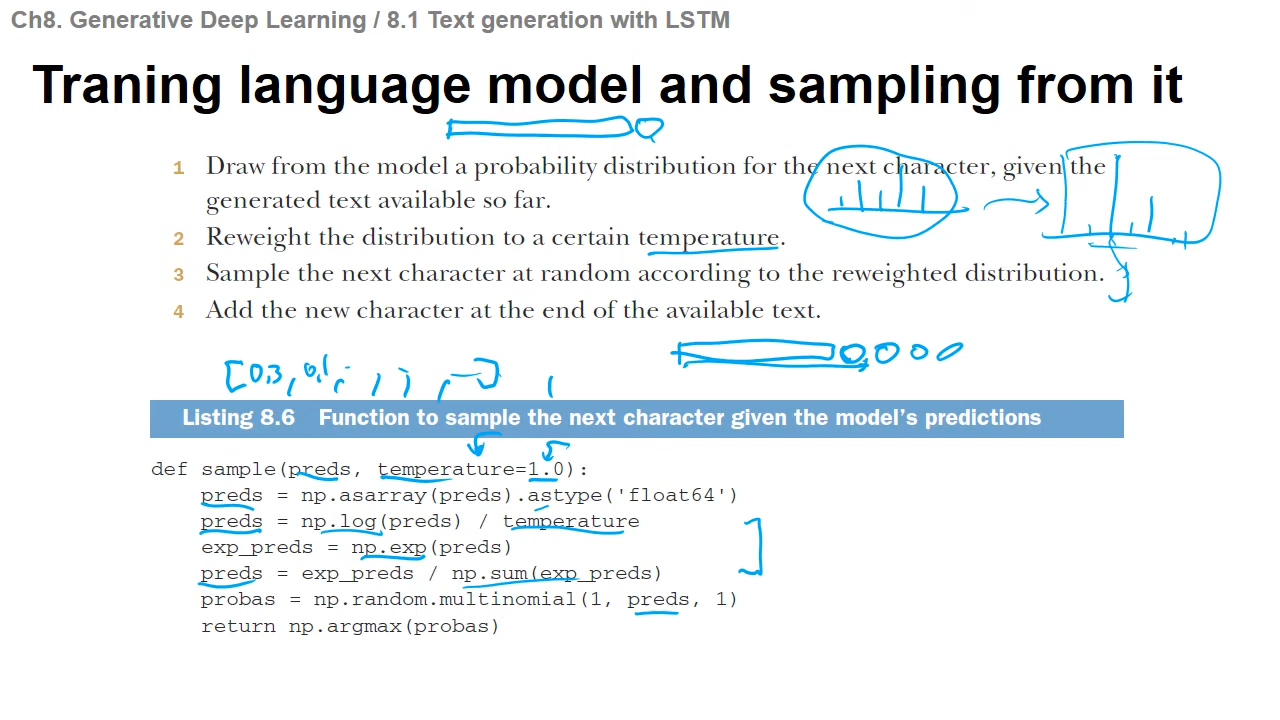 Ch8. Generative Deep Learning / 8.1 Text generation with LSTM
Traning language model and sampling from it
1 Draw from the model a probability distribution for the next character, given the
generated text available so far.
2 Reweight the distribution to a certain temperature.
3 Sample the next character at random according to the reweighted distribution.
4 Add the new character at the end of the available text.
[0.3, 0.1, , , , ]
Listing 8.6 Function to sample the next character given the model's predictions
def sample(preds, temperature=1.0):
preds = np.asarray(preds).astype('float64')
preds = np.log(preds) / temperature
exp_preds = np.exp(preds)
preds = exp_preds / np.sum(exp_preds)
probas = np.random.multinomial(1, preds, 1)
return np.argmax(probas)